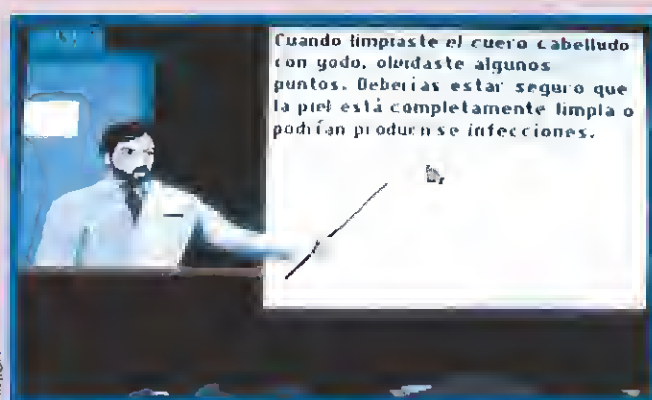 Cuando limpiaste el cuero cabelludo
con yodo, olvidaste algunos
puntos. Deberías estar seguro que
la piel está completamente limpia o
podrían producirse infecciones.